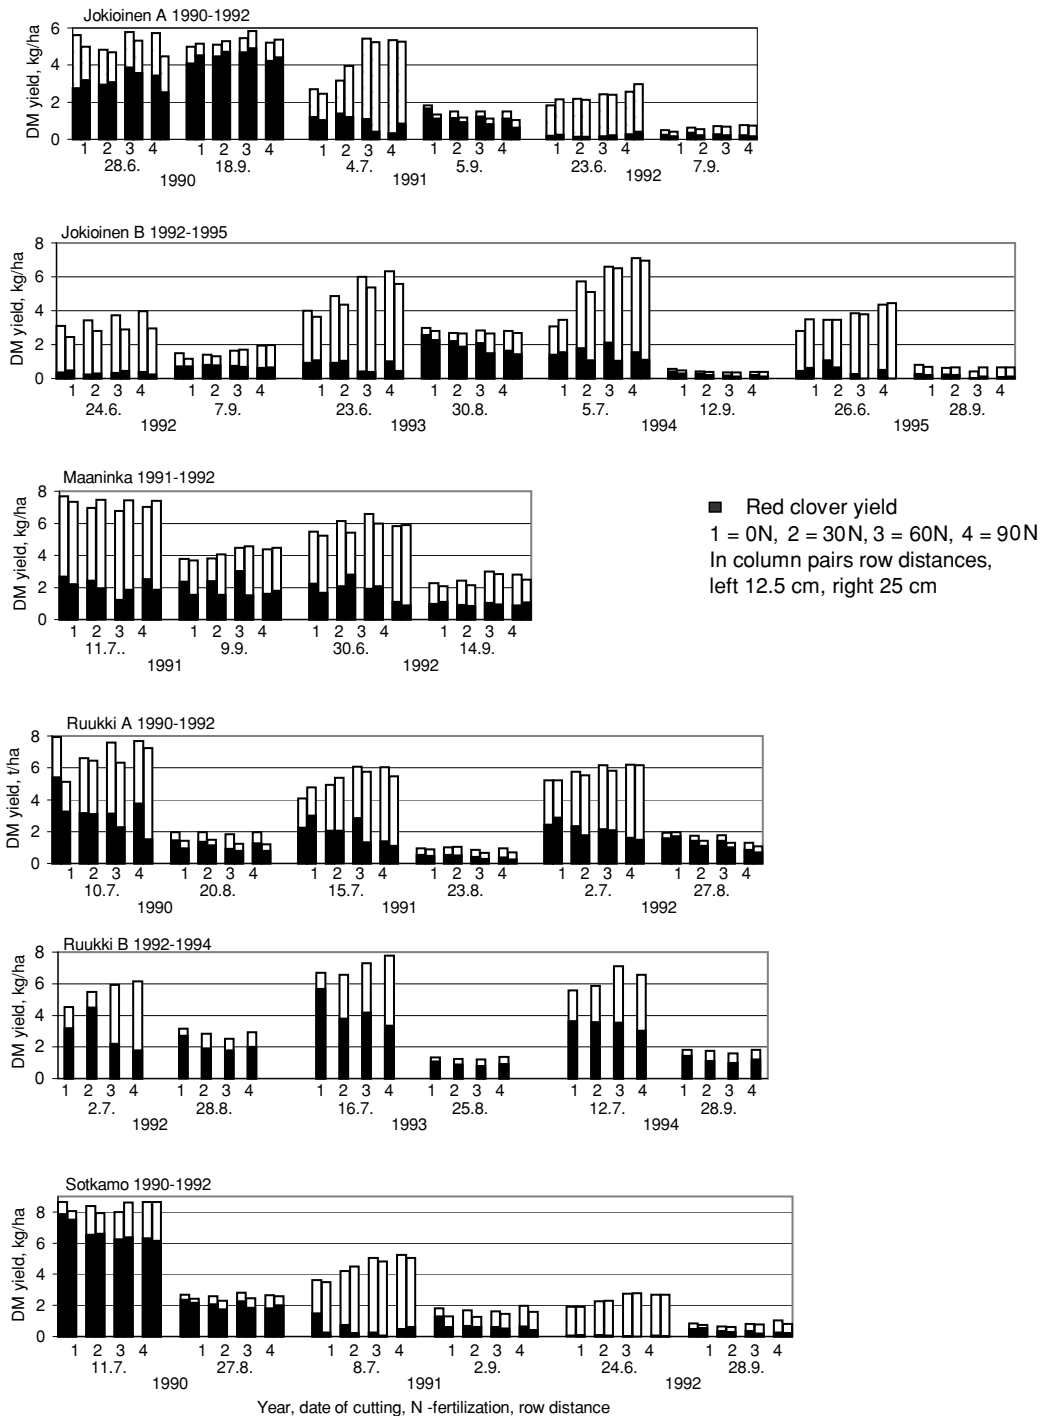 Jokioinen A 1990-1992
DM yield, kg/ha
6
4
2
0
1 2 3 4 1 2 3 4 1 2 3 4 1 2 3 4 1 2 3 4 1 2 3 4
28.6. 18.9. 4.7. 5.9. 23.6. 7.9.
1990 1991 1992
Jokioinen B 1992-1995
DM yield, kg/ha
8
6
4
2
0
1 2 3 4 1 2 3 4 1 2 3 4 1 2 3 4 1 2 3 4 1 2 3 4 1 2 3 4 1 2 3 4
24.6. 7.9. 23.6. 30.8. 5.7. 12.9. 26.6. 28.9.
1992 1993 1994 1995
Maaninka 1991-1992
DM yield, kg/ha
8
6
4
2
0
1 2 3 4 1 2 3 4 1 2 3 4 1 2 3 4
11.7.. 9.9. 30.6. 14.9.
1991 1992
Red clover yield
1 = 0N, 2 = 30N, 3 = 60N, 4 = 90N
In column pairs row distances,
left 12.5 cm, right 25 cm
Ruukki A 1990-1992
DM yield, t/ha
8
6
4
2
0
1 2 3 4 1 2 3 4 1 2 3 4 1 2 3 4 1 2 3 4 1 2 3 4
10.7. 20.8. 15.7. 23.8. 2.7. 27.8.
1990 1991 1992
Ruukki B 1992-1994
DM yield, kg/ha
8
6
4
2
0
1 2 3 4 1 2 3 4 1 2 3 4 1 2 3 4 1 2 3 4 1 2 3 4
2.7. 28.8. 16.7. 25.8. 12.7. 28.9.
1992 1993 1994
Sotkamo 1990-1992
DM yield, kg/ha
8
6
4
2
0
1 2 3 4 1 2 3 4 1 2 3 4 1 2 3 4 1 2 3 4 1 2 3 4
11.7. 27.8. 8.7. 2.9. 24.6. 28.9.
1990 1991 1992
Year, date of cutting, N -fertilization, row distance